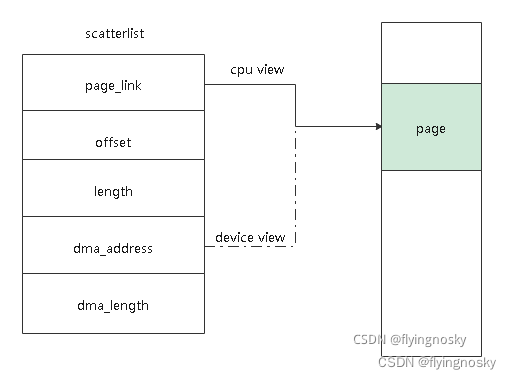 scatterlist
page_link
cpu view
offset
page
length
dma_address
device view
dma_length
CSDN @flyingnosky
CSDN @flyingnosky